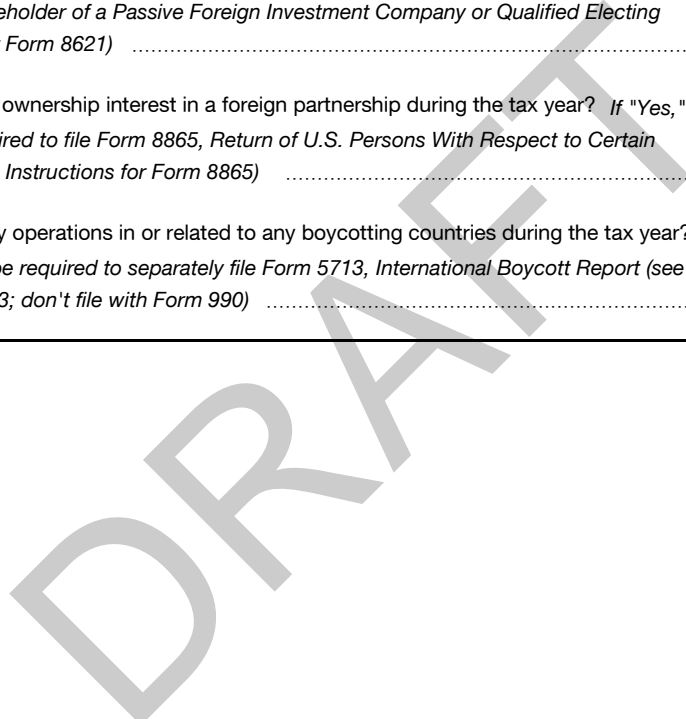 eholder of a Passive Foreign Investment Company or Qualified Electing
Form 8621) ................................................................................
ownership interest in a foreign partnership during the tax year? If "Yes,"
ired to file Form 8865, Return of U.S. Persons With Respect to Certain
Instructions for Form 8865) ................................................................
y operations in or related to any boycotting countries during the tax year?
be required to separately file Form 5713, International Boycott Report (see
3; don't file with Form 990) ................................................................
DRAFT